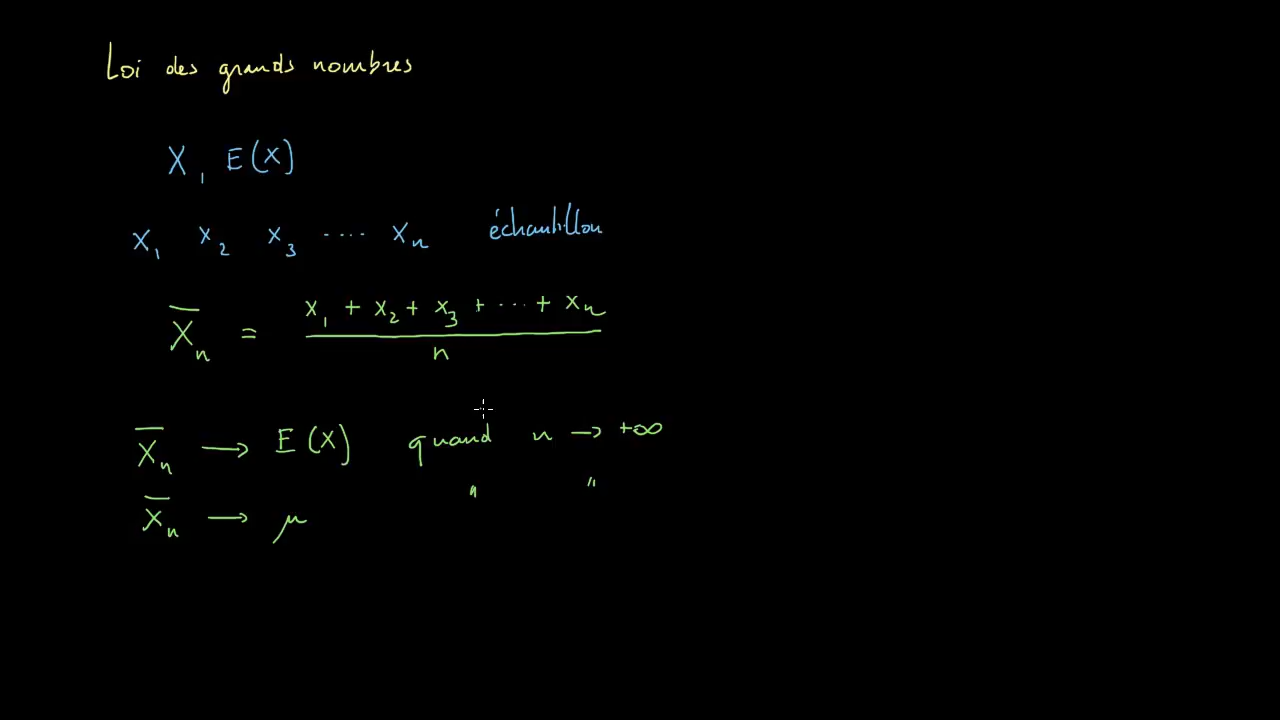 Loi des grands nombres
X, E(X)
X₁ X₂ X₃ .... Xₙ échantillon
X̅ₙ = (X₁ + X₂ + X₃ + ... + Xₙ) / n
X̅ₙ → E(X) quand n → +∞
" "
X̅ₙ → μ